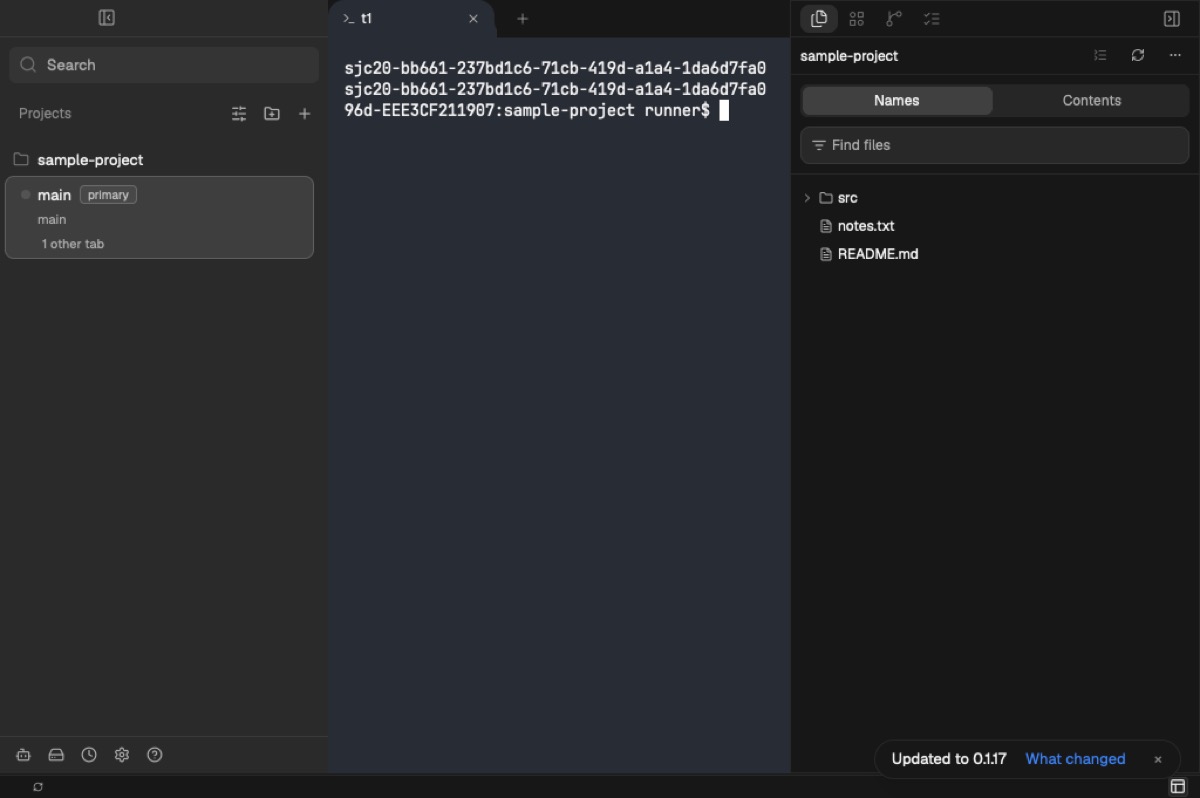 Search
Projects
sample-project
main primary
main
1 other tab
>_ t1
sjc20-bb661-237bd1c6-71cb-419d-a1a4-1da6d7fa0
sjc20-bb661-237bd1c6-71cb-419d-a1a4-1da6d7fa0
96d-EEE3CF211907:sample-project runner$
sample-project
Names Contents
Find files
src
notes.txt
README.md
Updated to 0.1.17 What changed